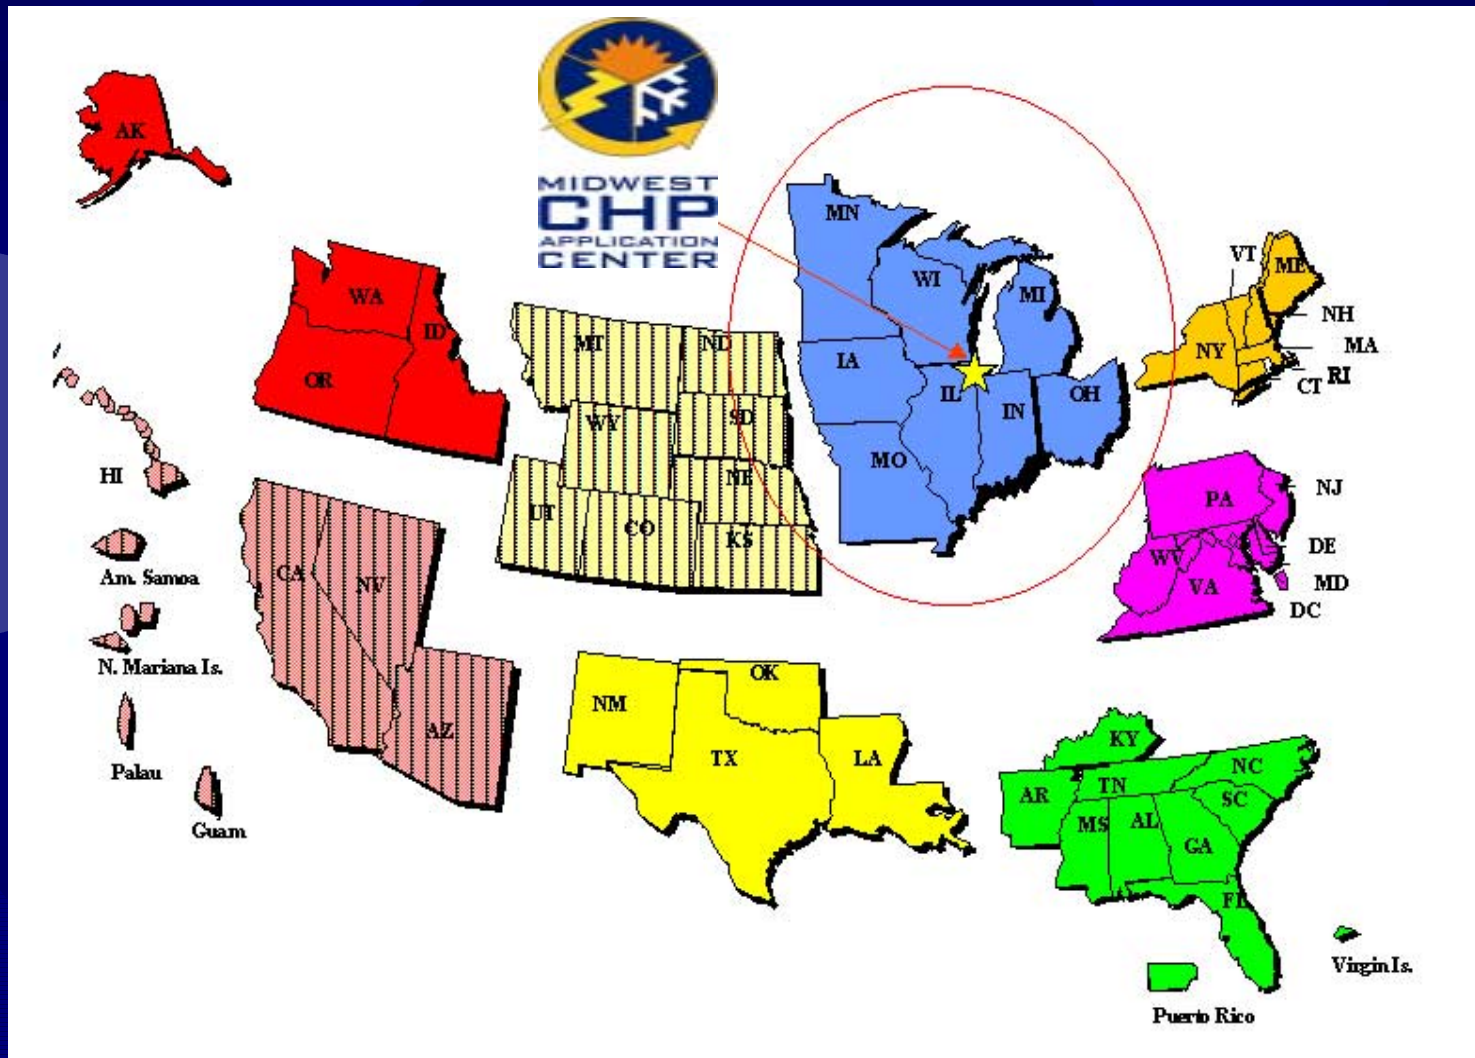 MIDWEST
CHP
APPLICATION
CENTER
AK
WA
ID
OR
HI
Am. Samoa
N. Mariana Is.
Palau
Guam
CA
NV
AZ
MT
ND
WY
SD
NE
UT
CO
KS
MN
WI
MI
IA
IL
IN
OH
MO
VT
ME
NH
NY
MA
CT
RI
PA
NJ
WV
DE
VA
MD
DC
NM
OK
TX
LA
KY
NC
TN
AR
SC
MS
AL
GA
FL
Virgin Is.
Puerto Rico